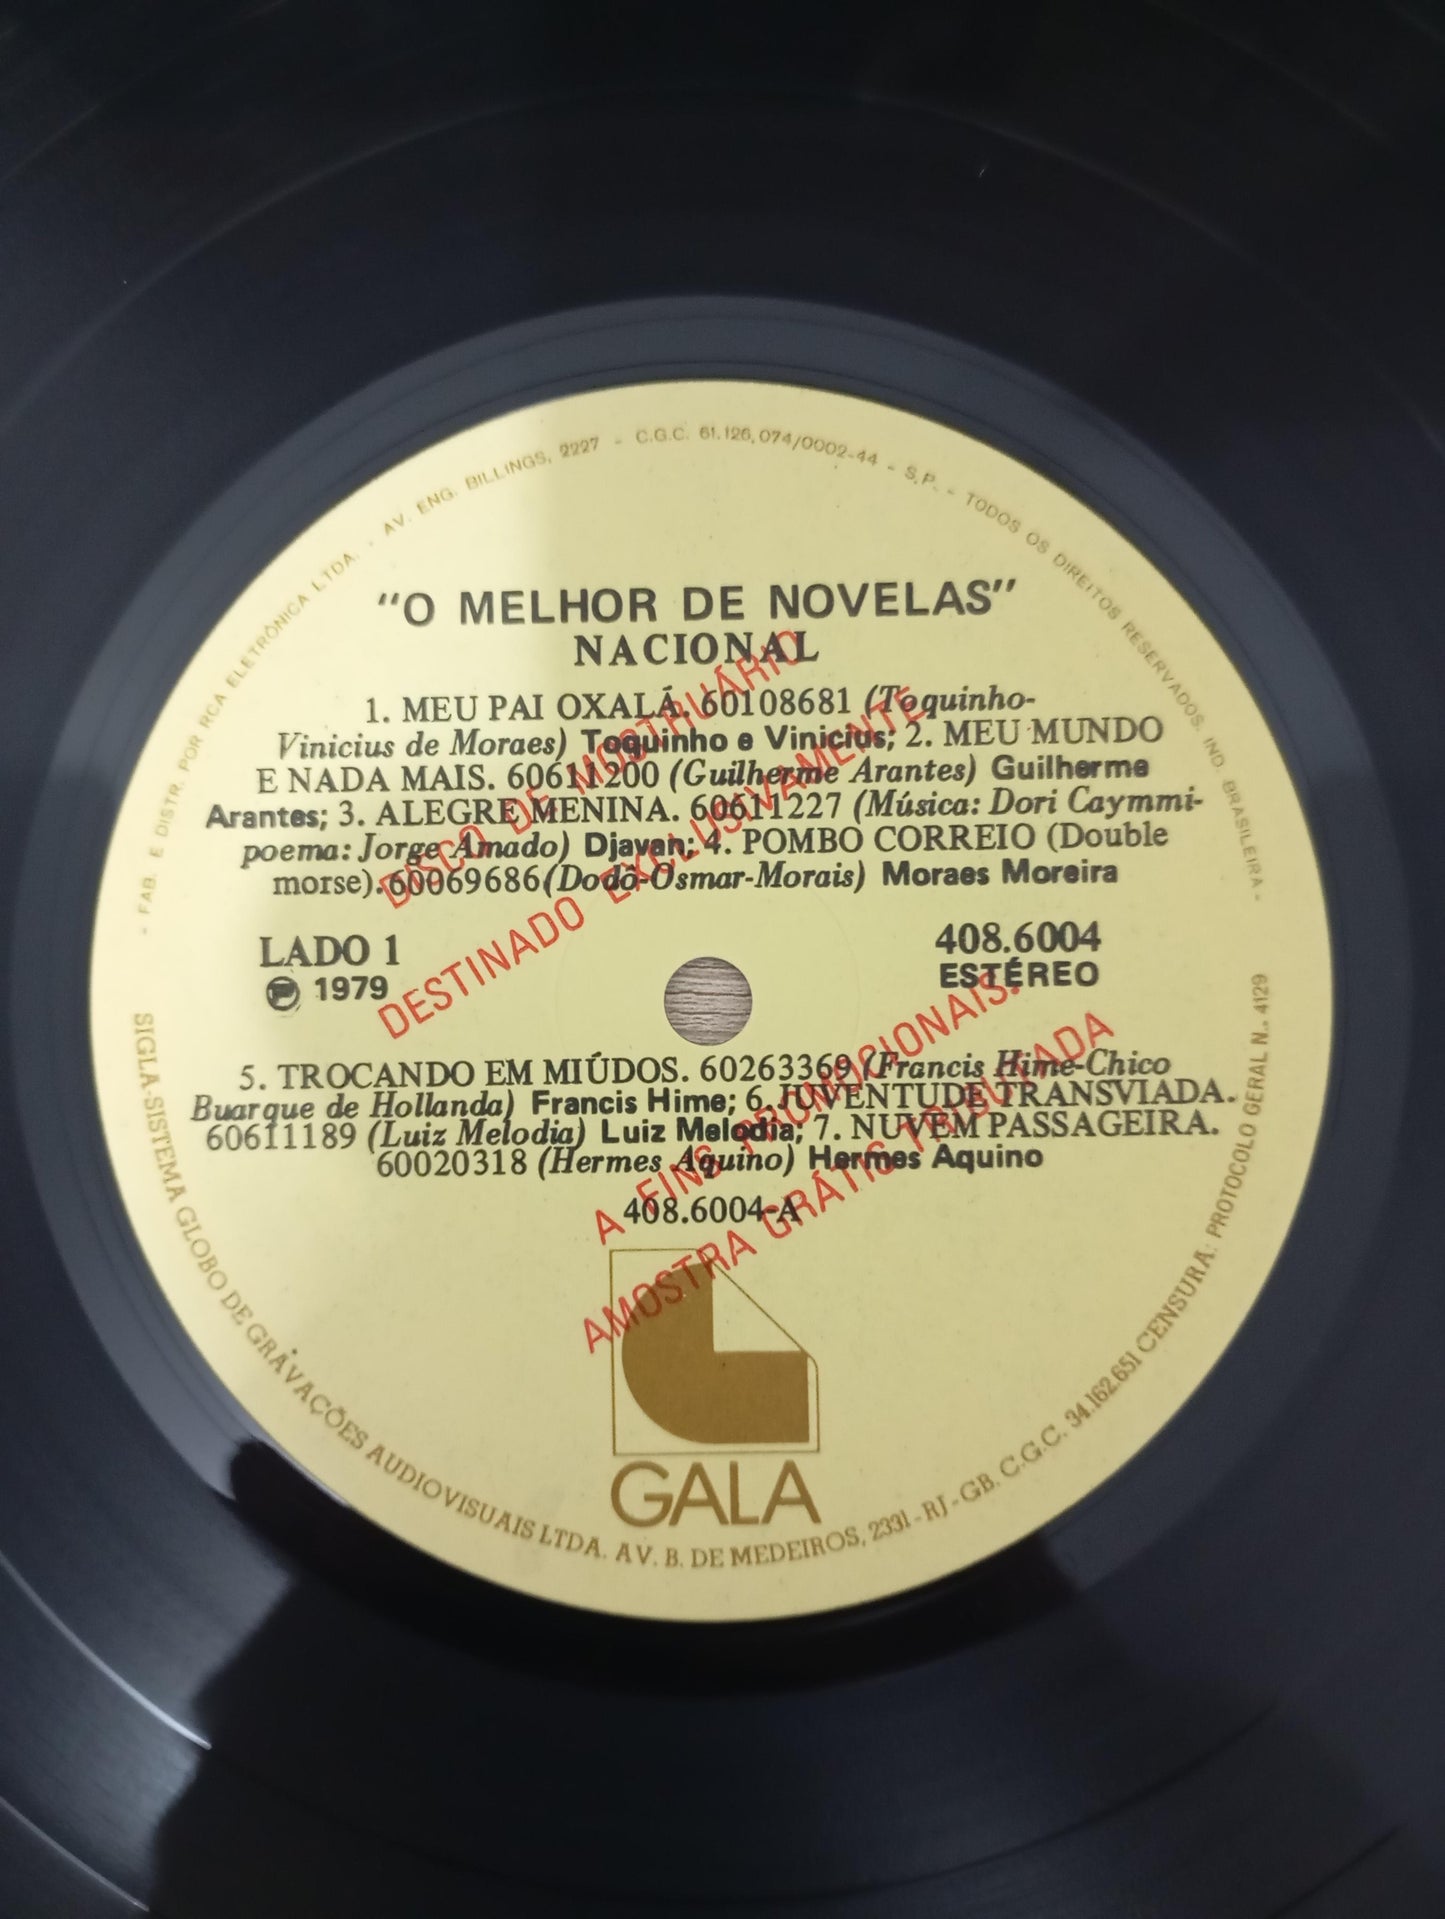 - FAB. E DISTR. POR RCA ELETRÔNICA LTDA. - AV. ENG. BILLINGS, 2227 - C.G.C. 61.126,074/0002-44 - S.P. - TODOS OS DIREITOS RESERVADOS. IND. BRASILEIRA -
"O MELHOR DE NOVELAS"
NACIONAL
1. MEU PAI OXALÁ. 60108681 (Toquinho-
Vinicius de Moraes) Toquinho e Vinicius; 2. MEU MUNDO
E NADA MAIS. 60611200 (Guilherme Arantes) Guilherme
Arantes; 3. ALEGRE MENINA. 60611227 (Música: Dori Caymmi-
poema: Jorge Amado) Djavan; 4. POMBO CORREIO (Double
morse). 60069686 (Dodô-Osmar-Morais) Moraes Moreira
LADO 1
408.6004
Ⓟ 1979
ESTÉREO
5. TROCANDO EM MIÚDOS. 60263369 (Francis Hime-Chico
Buarque de Hollanda) Francis Hime; 6. JUVENTUDE TRANSVIADA.
60611189 (Luiz Melodia) Luiz Melodia; 7. NUVEM PASSAGEIRA.
60020318 (Hermes Aquino) Hermes Aquino
408.6004-A
DISCO DE MOSTRUÁRIO
DESTINADO EXCLUSIVAMENTE
A FINS PROMOCIONAIS.
AMOSTRA GRÁTIS TRIBUTADA
GALA
SIGLA-SISTEMA GLOBO DE GRAVAÇÕES AUDIOVISUAIS LTDA. AV. B. DE MEDEIROS, 2331 - RJ - GB. C.G.C. 34.162.651 CENSURA: PROTOCOLO GERAL N.. 4129